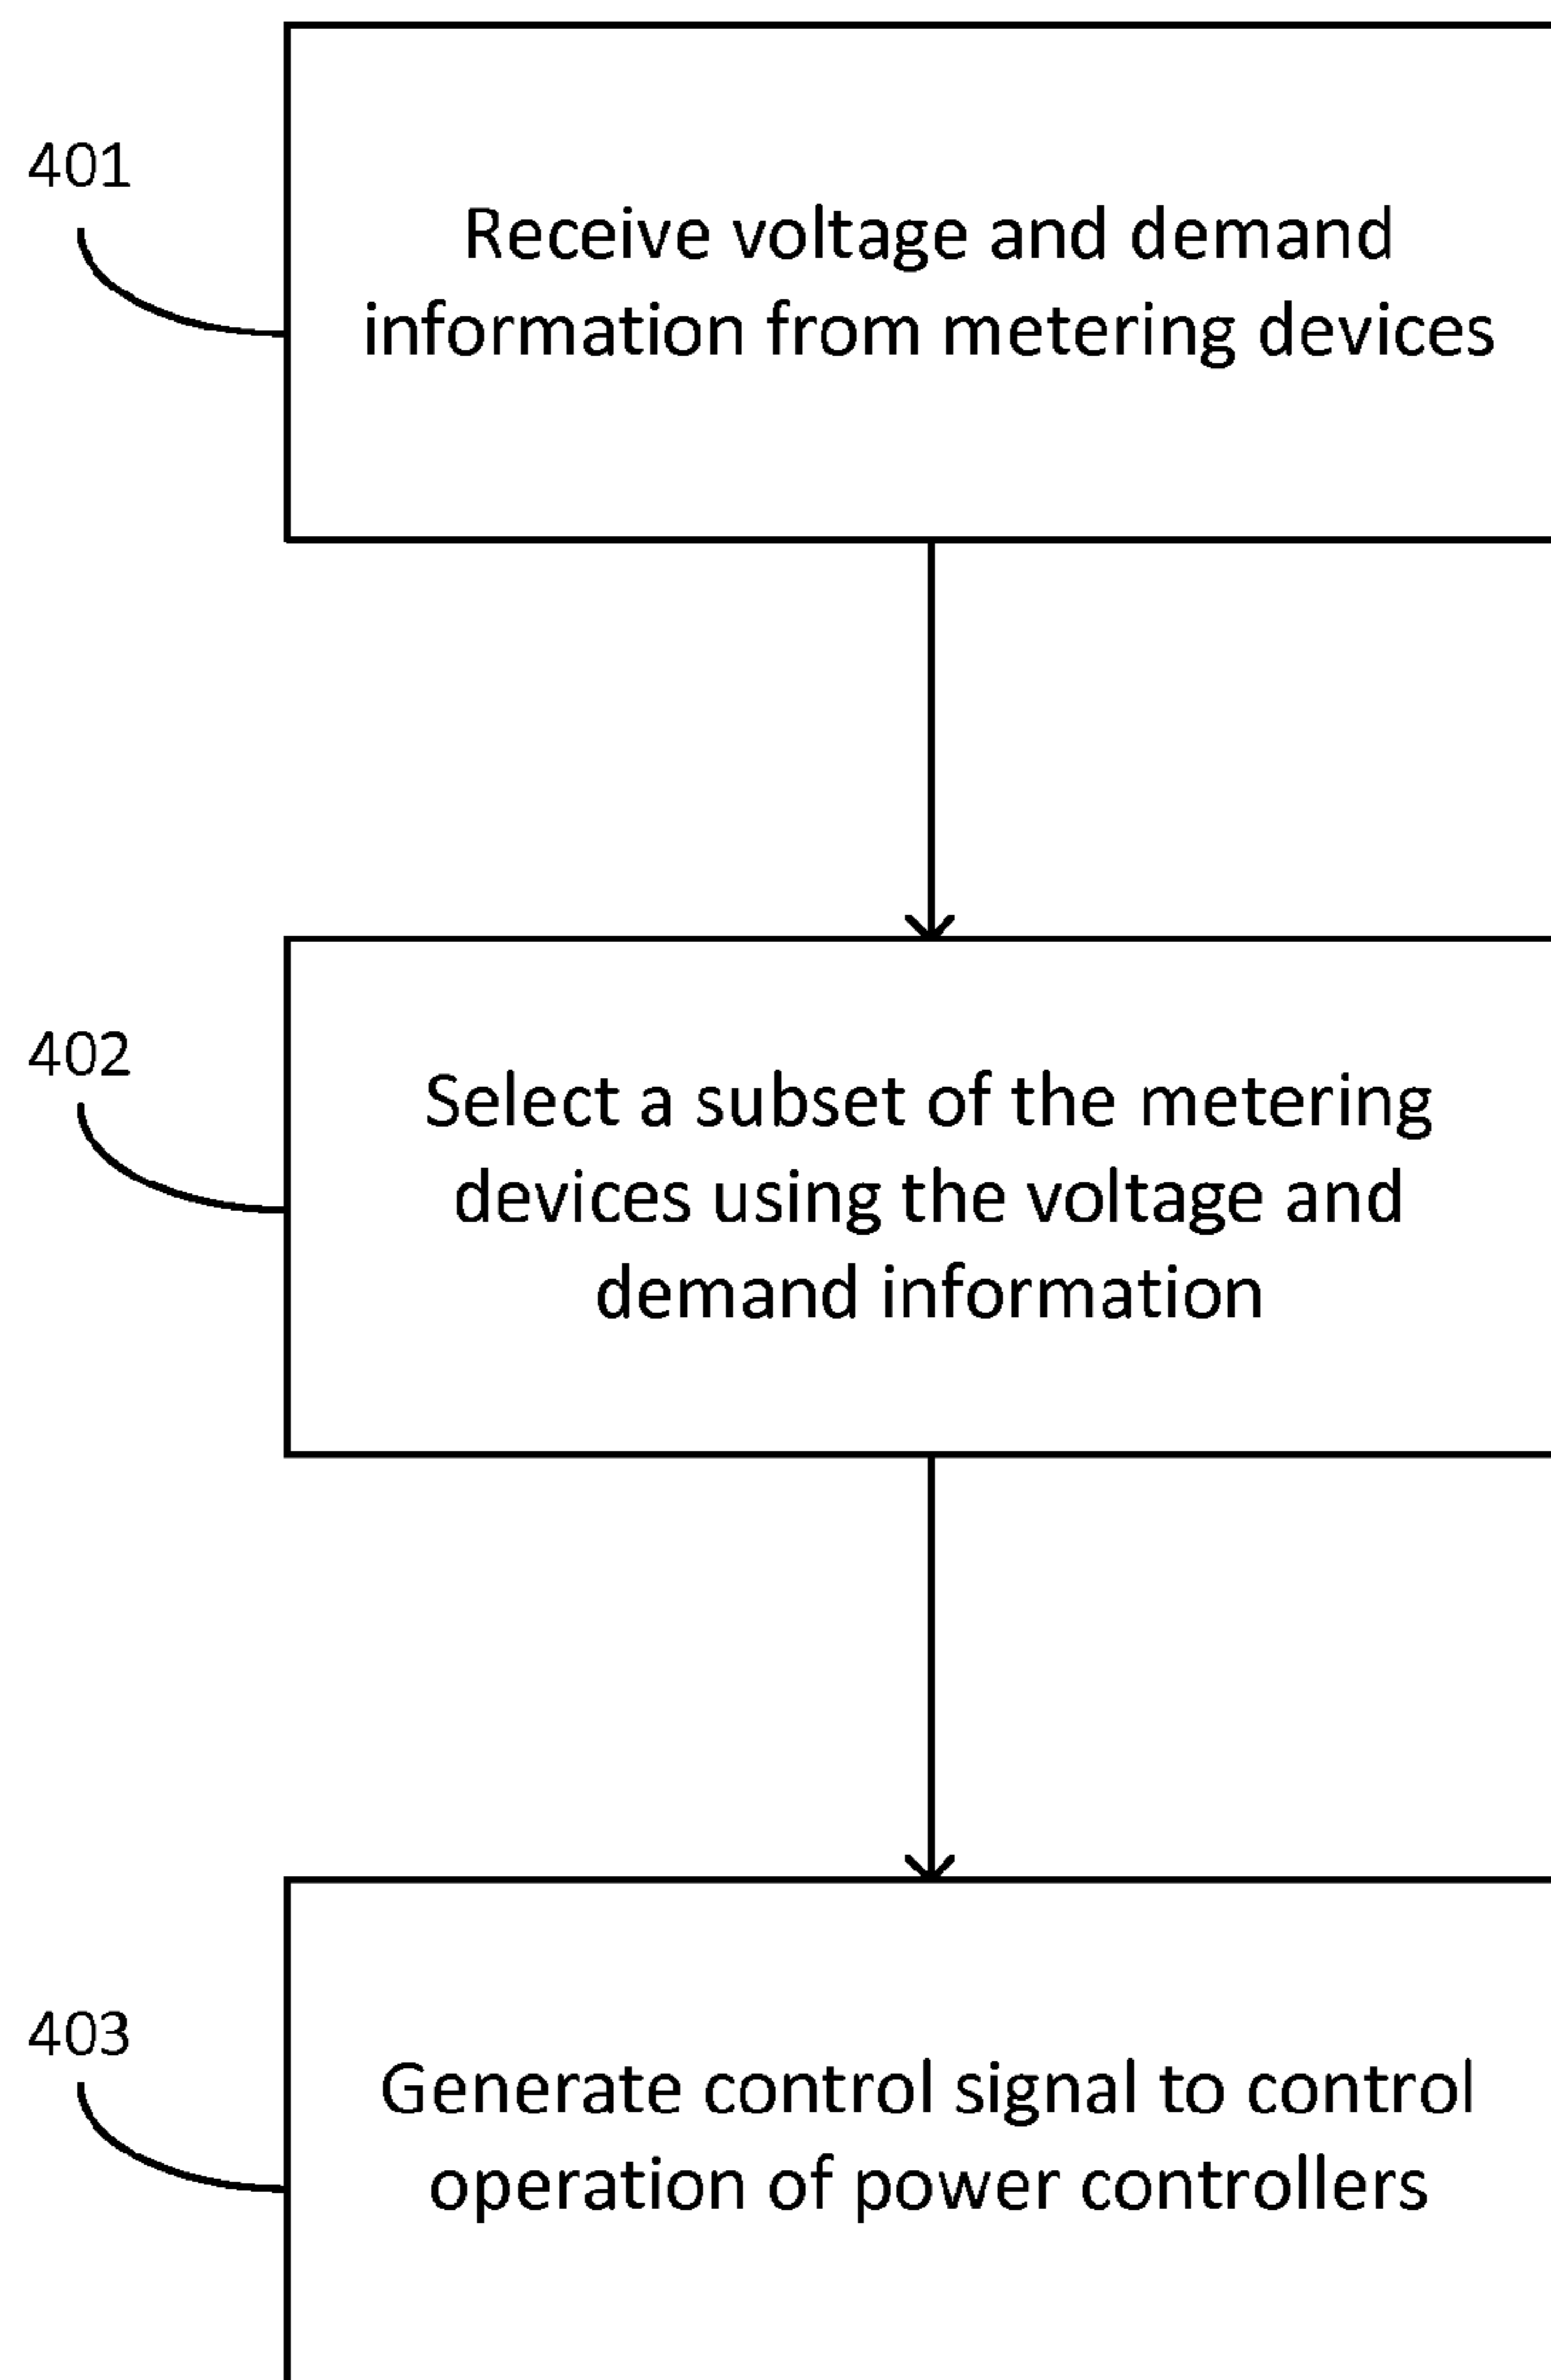 401
Receive voltage and demand
information from metering devices
402
Select a subset of the metering
devices using the voltage and
demand information
403
Generate control signal to control
operation of power controllers